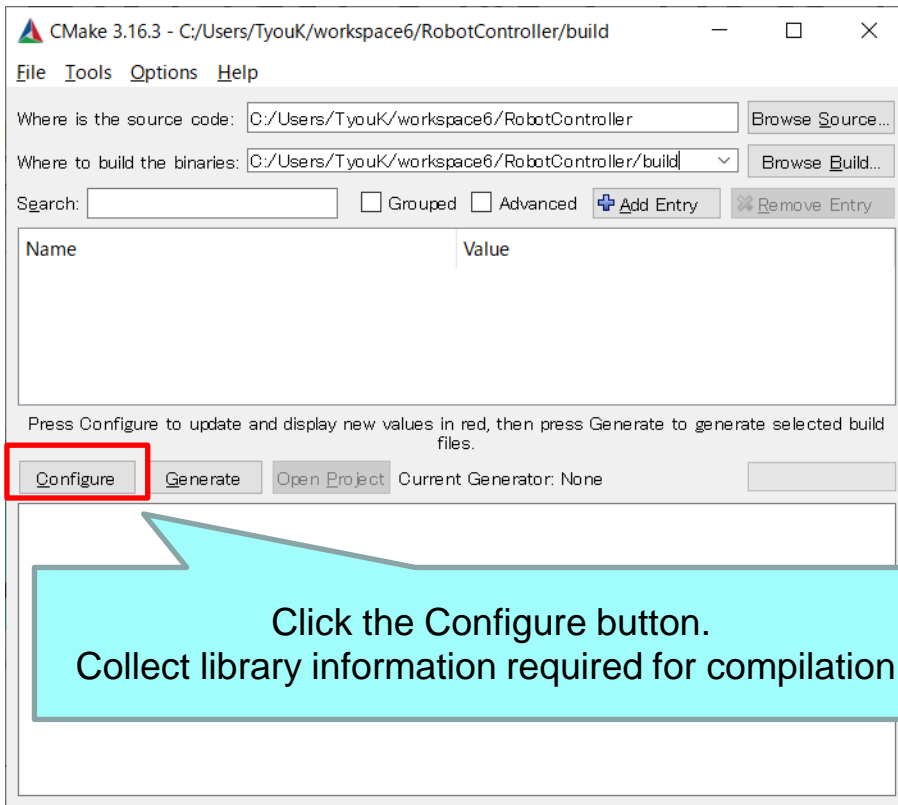 CMake 3.16.3 - C:/Users/TyouK/workspace6/RobotController/build
File Tools Options Help
Where is the source code: C:/Users/TyouK/workspace6/RobotController Browse Source...
Where to build the binaries: C:/Users/TyouK/workspace6/RobotController/build Browse Build...
Search: Grouped Advanced Add Entry Remove Entry
Name Value
Press Configure to update and display new values in red, then press Generate to generate selected build
files.
Configure Generate Open Project Current Generator: None
Click the Configure button.
Collect library information required for compilation